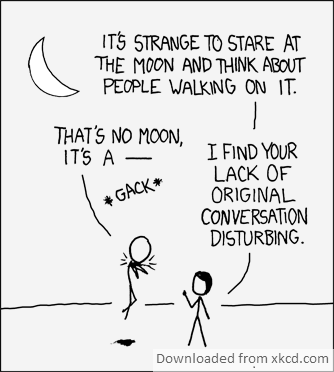 IT'S STRANGE TO STARE AT
THE MOON AND THINK ABOUT
PEOPLE WALKING ON IT.
THAT'S NO MOON,
IT'S A —
*GACK*
I FIND YOUR
LACK OF
ORIGINAL
CONVERSATION
DISTURBING.
Downloaded from xkcd.com